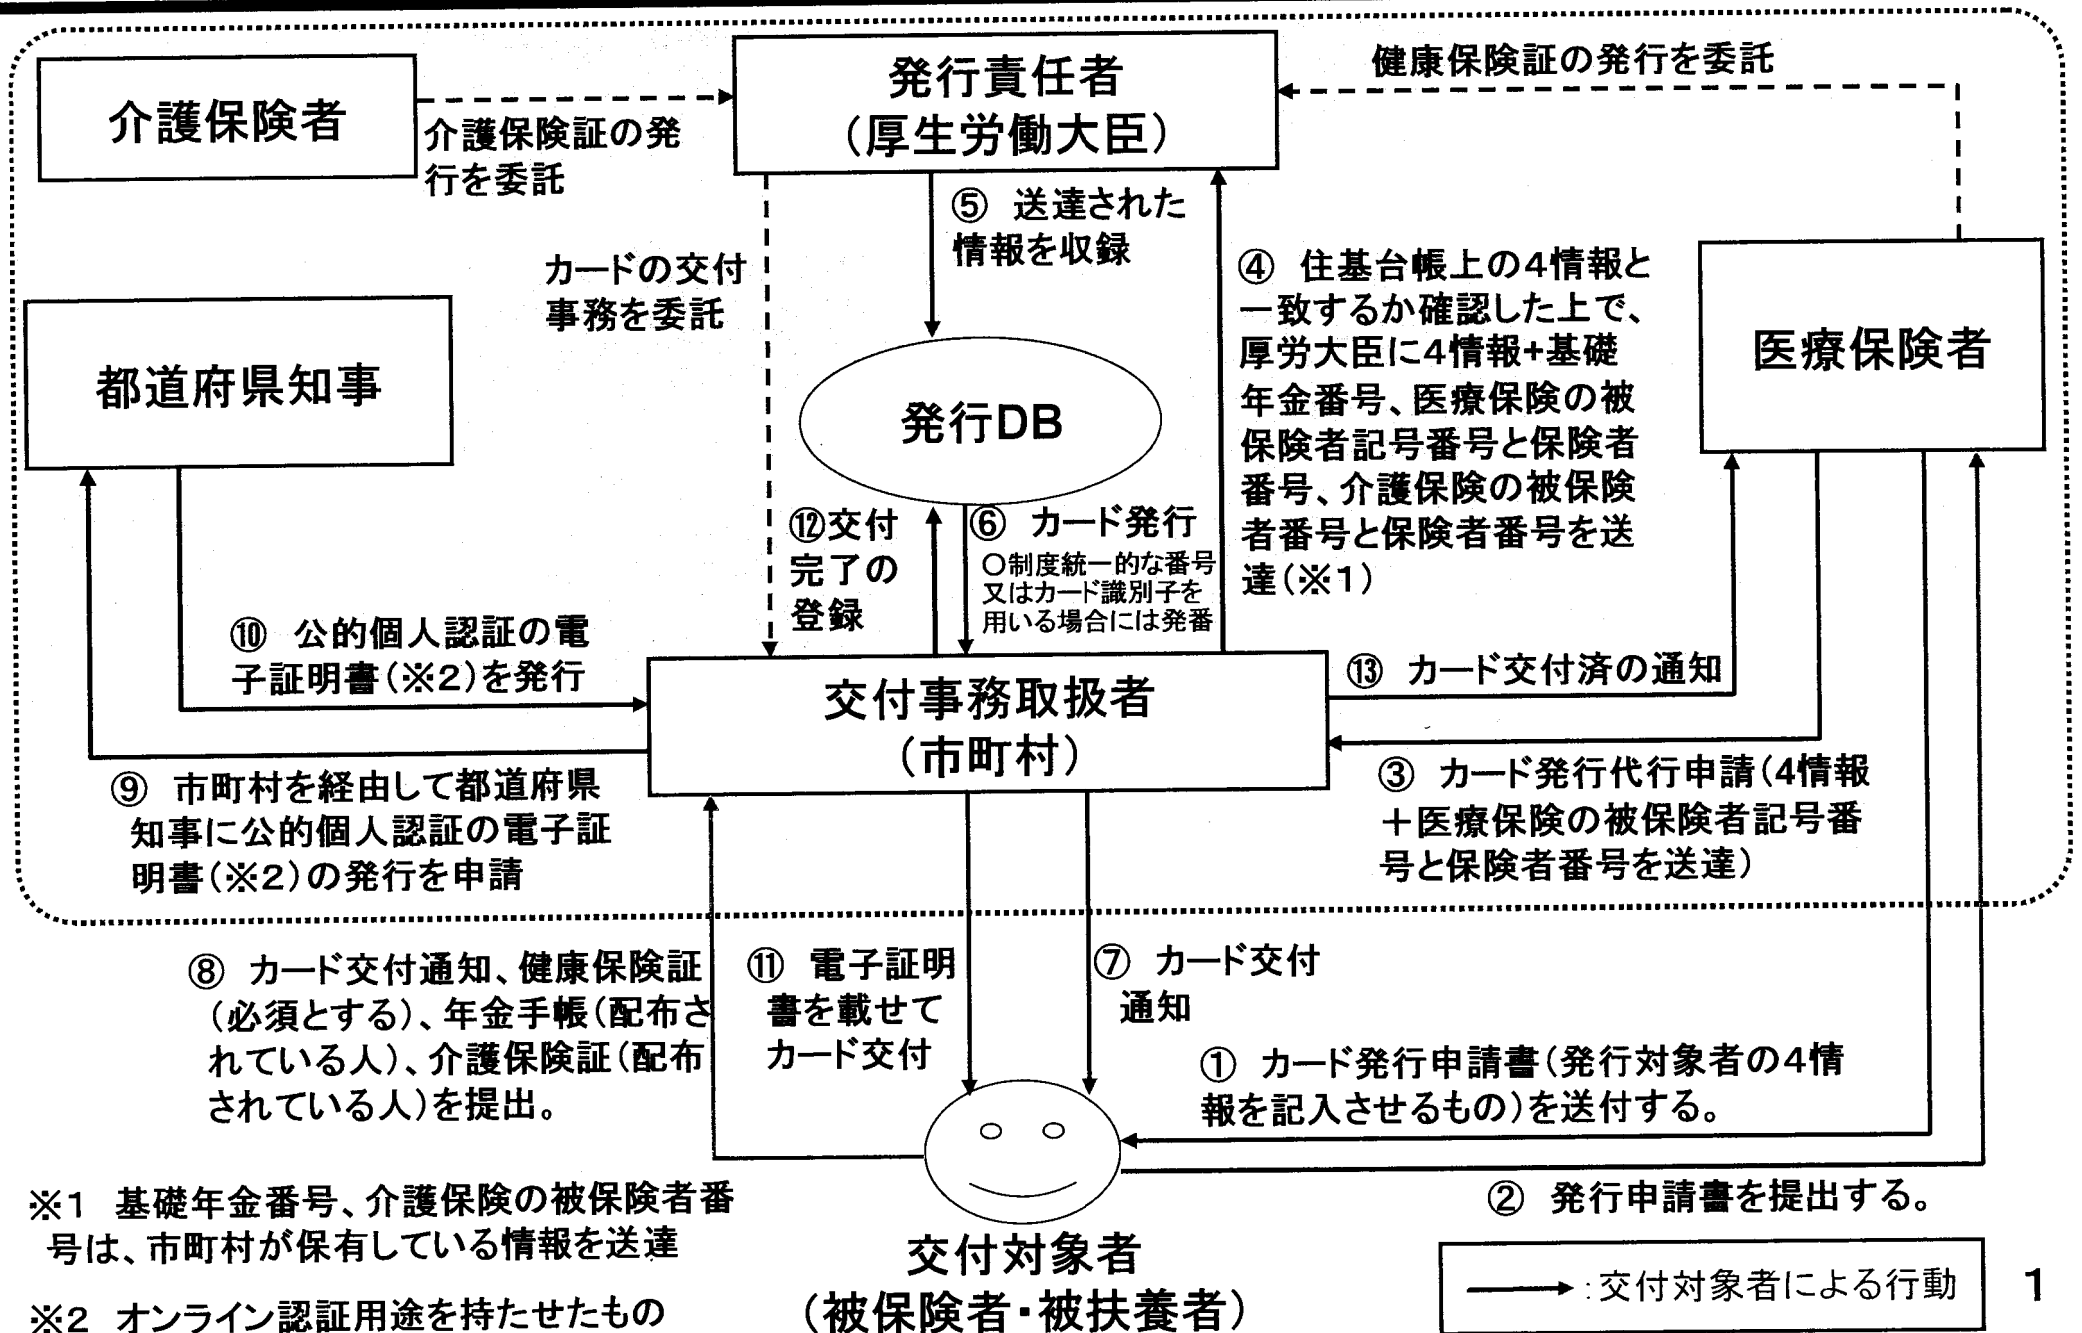 介護保険者
介護保険証の発
行を委託
発行責任者
（厚生労働大臣）
健康保険証の発行を委託
⑤ 送達された
情報を収録
カードの交付
事務を委託
④ 住基台帳上の4情報と
一致するか確認した上で、
厚労大臣に4情報+基礎
年金番号、医療保険の被
保険者記号番号と保険者
番号、介護保険の被保険
者番号と保険者番号を送
達（※1）
医療保険者
都道府県知事
発行DB
⑫交付
完了の
登録
⑥ カード発行
○制度統一的な番号
又はカード識別子を
用いる場合には発番
⑩ 公的個人認証の電
子証明書（※2）を発行
交付事務取扱者
（市町村）
⑬ カード交付済の通知
⑨ 市町村を経由して都道府県
知事に公的個人認証の電子証
明書（※2）の発行を申請
③ カード発行代行申請（4情報
＋医療保険の被保険者記号番
号と保険者番号を送達）
⑧ カード交付通知、健康保険証
（必須とする）、年金手帳（配布さ
れている人）、介護保険証（配布
されている人）を提出。
⑪ 電子証明
書を載せて
カード交付
⑦ カード交付
通知
① カード発行申請書（発行対象者の4情
報を記入させるもの）を送付する。
② 発行申請書を提出する。
※1 基礎年金番号、介護保険の被保険者番
号は、市町村が保有している情報を送達
※2 オンライン認証用途を持たせたもの
交付対象者
（被保険者・被扶養者）
:交付対象者による行動
1